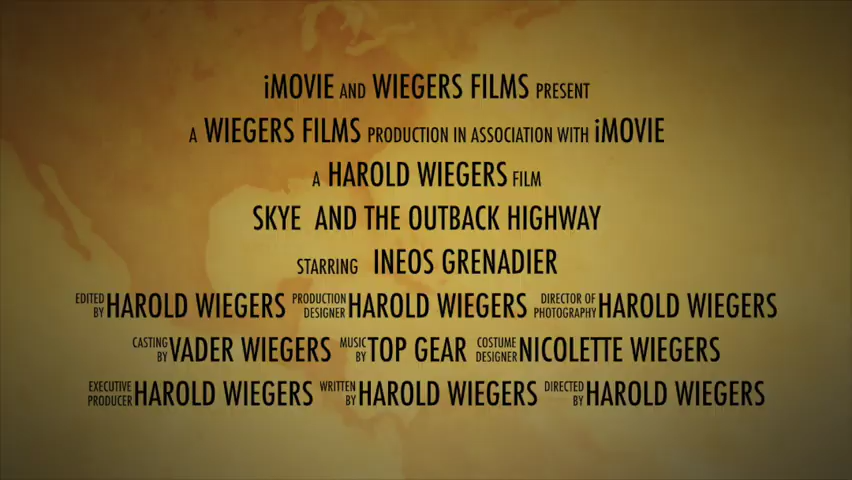 iMOVIE AND WIEGERS FILMS PRESENT
A WIEGERS FILMS PRODUCTION IN ASSOCIATION WITH iMOVIE
A HAROLD WIEGERS FILM
SKYE AND THE OUTBACK HIGHWAY
STARRING INEOS GRENADIER
EDITED BY HAROLD WIEGERS PRODUCTION DESIGNER HAROLD WIEGERS DIRECTOR OF PHOTOGRAPHY HAROLD WIEGERS
CASTING BY VADER WIEGERS MUSIC BY TOP GEAR COSTUME DESIGNER NICOLETTE WIEGERS
EXECUTIVE PRODUCER HAROLD WIEGERS WRITTEN BY HAROLD WIEGERS DIRECTED BY HAROLD WIEGERS